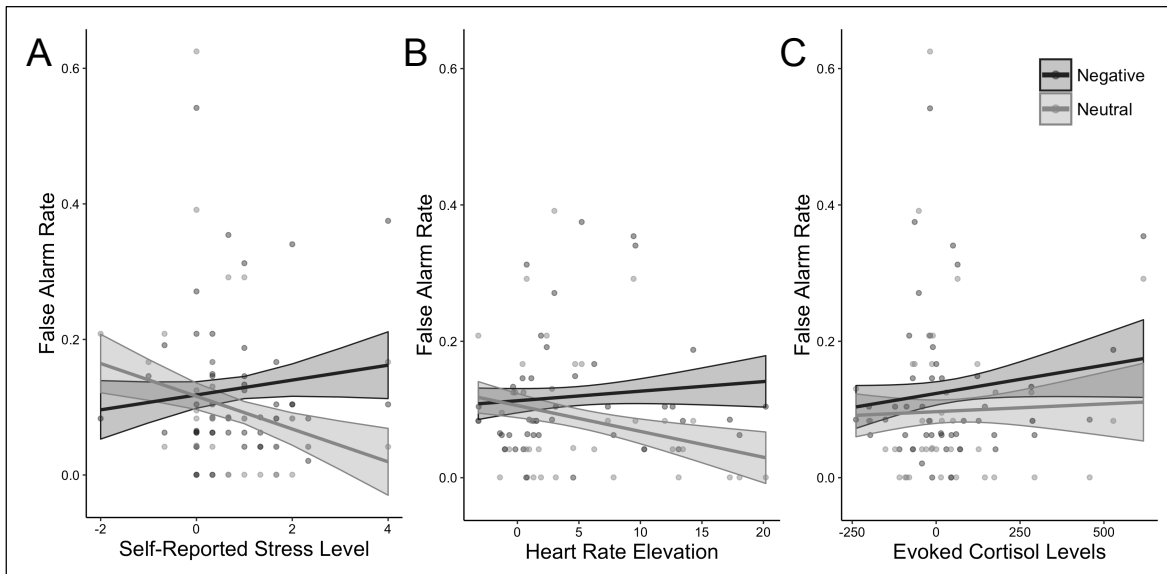 A
B
C
Negative
Neutral
0.6
0.4
0.2
0.0
False Alarm Rate
-2
0
2
4
Self-Reported Stress Level
0.6
0.4
0.2
0.0
False Alarm Rate
0
5
10
15
20
Heart Rate Elevation
0.6
0.4
0.2
0.0
False Alarm Rate
-250
0
250
500
Evoked Cortisol Levels